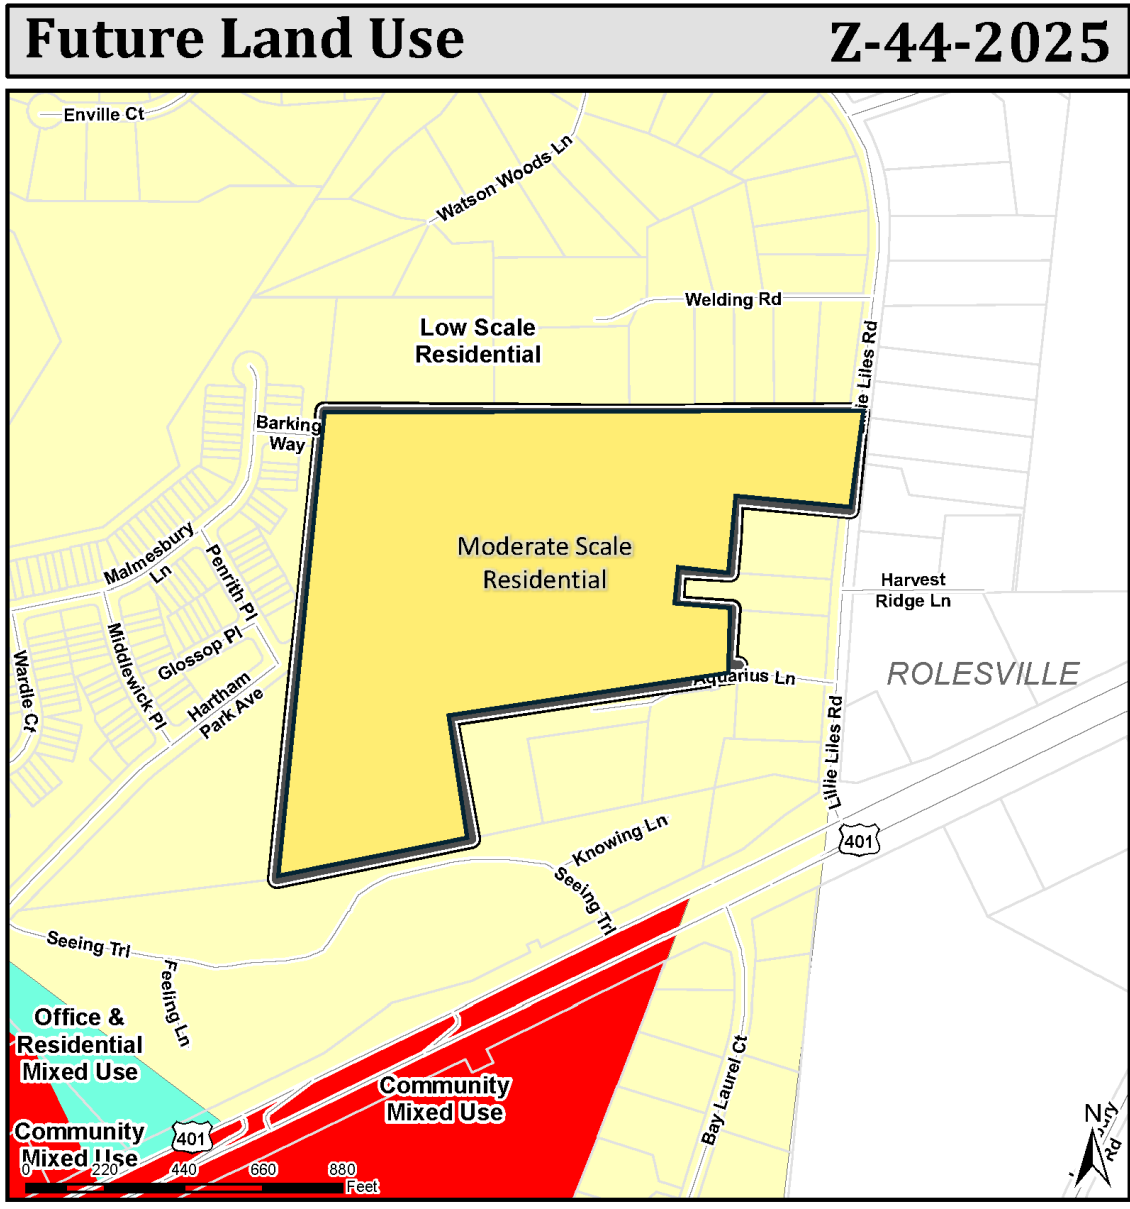 Future Land Use
Z-44-2025
Enville Ct
Watson Woods Ln
Welding Rd
Low Scale
Residential
Liles Rd
Barking
Way
Malmesbury
Ln
Penrith Pl
Moderate Scale
Residential
Harvest
Ridge Ln
Middlewick Pl
Glossop Pl
Wardle Ct
Hartham
Park Ave
Aquarius Ln
ROLESVILLE
Lillie Liles Rd
Knowing Ln
401
Seeing Trl
Seeing Trl
Feeling Ln
Office &
Residential
Mixed Use
Community
Mixed Use
Bay Laurel Ct
Community
Mixed Use
401
N
Rd
0 220 440 660 880
Feet